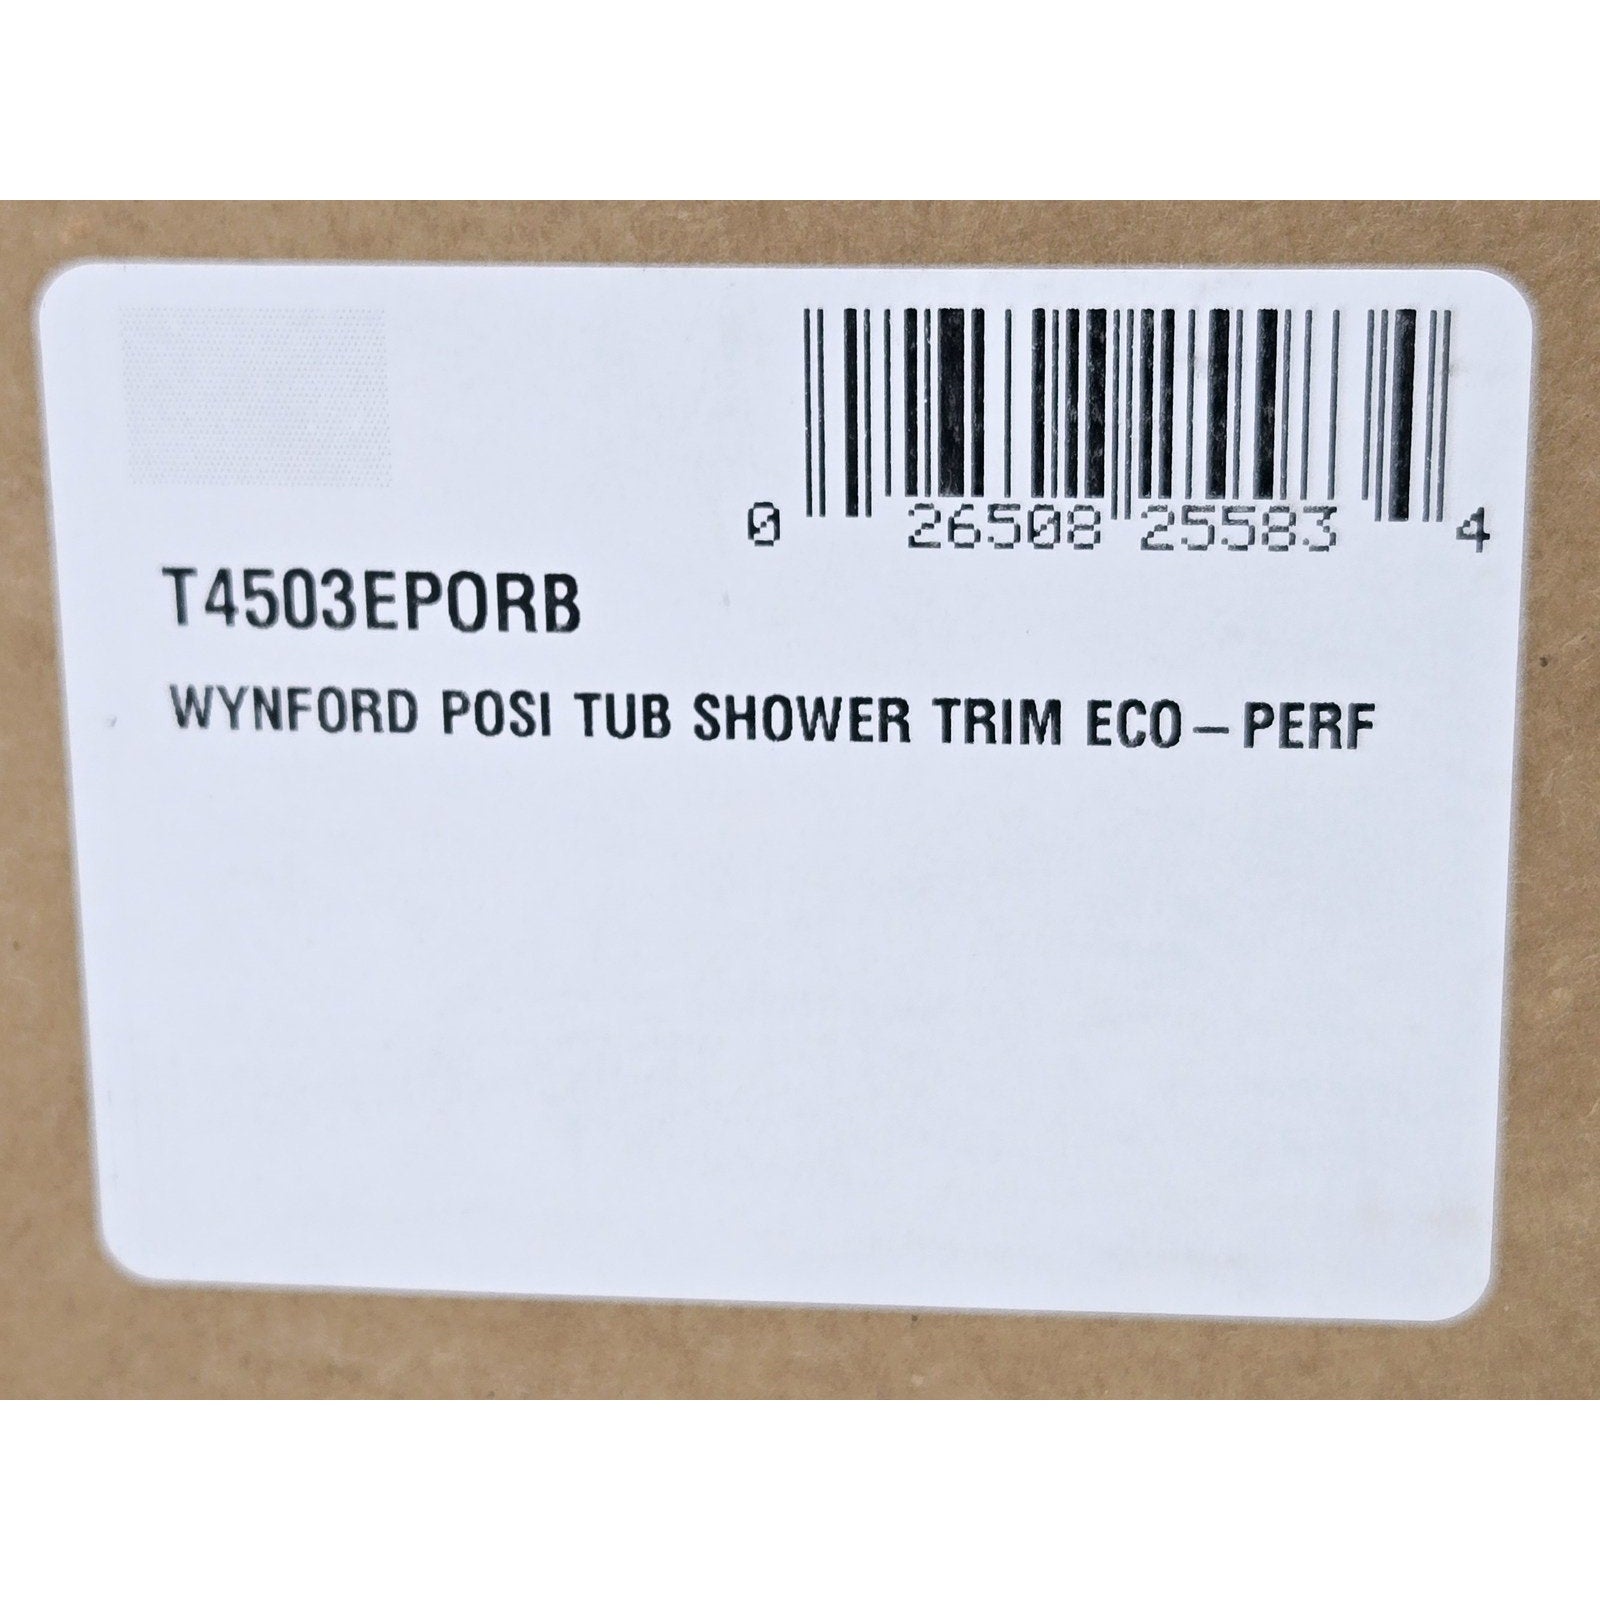 0 26508 25583 4
T4503EPORB
WYNFORD POSI TUB SHOWER TRIM ECO-PERF